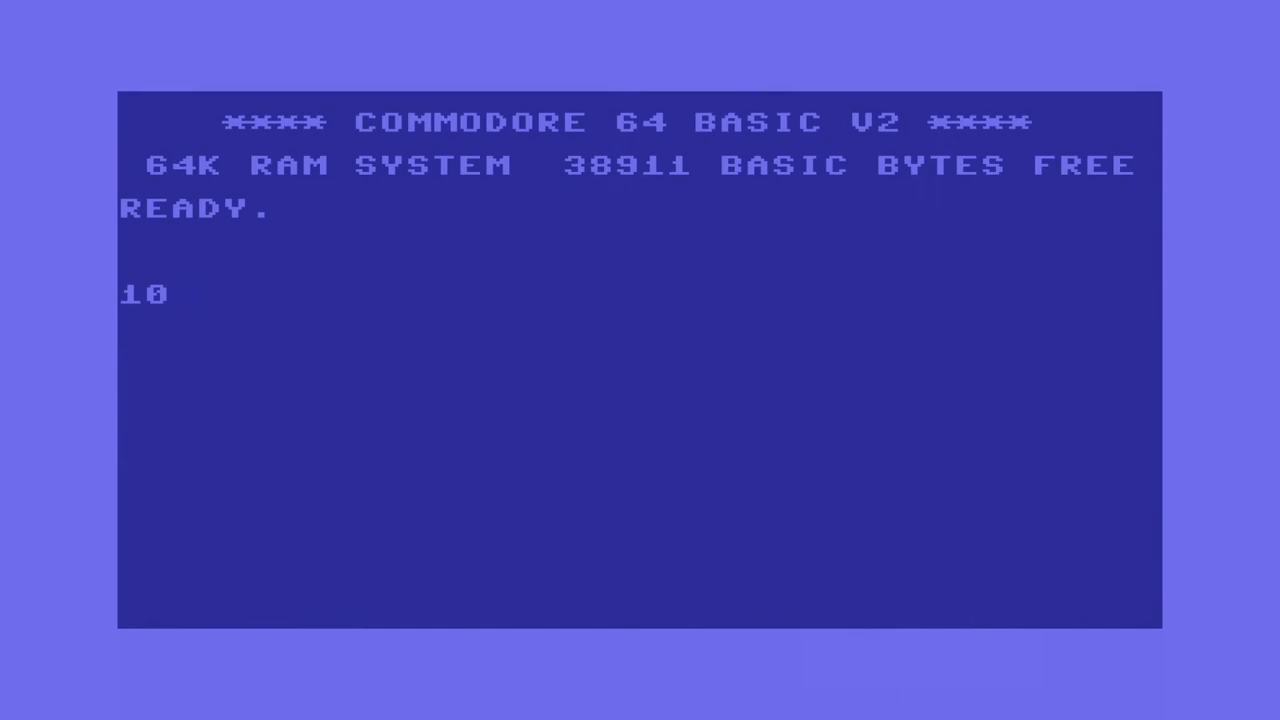 **** COMMODORE 64 BASIC V2 ****
64K RAM SYSTEM  38911 BASIC BYTES FREE
READY.
10